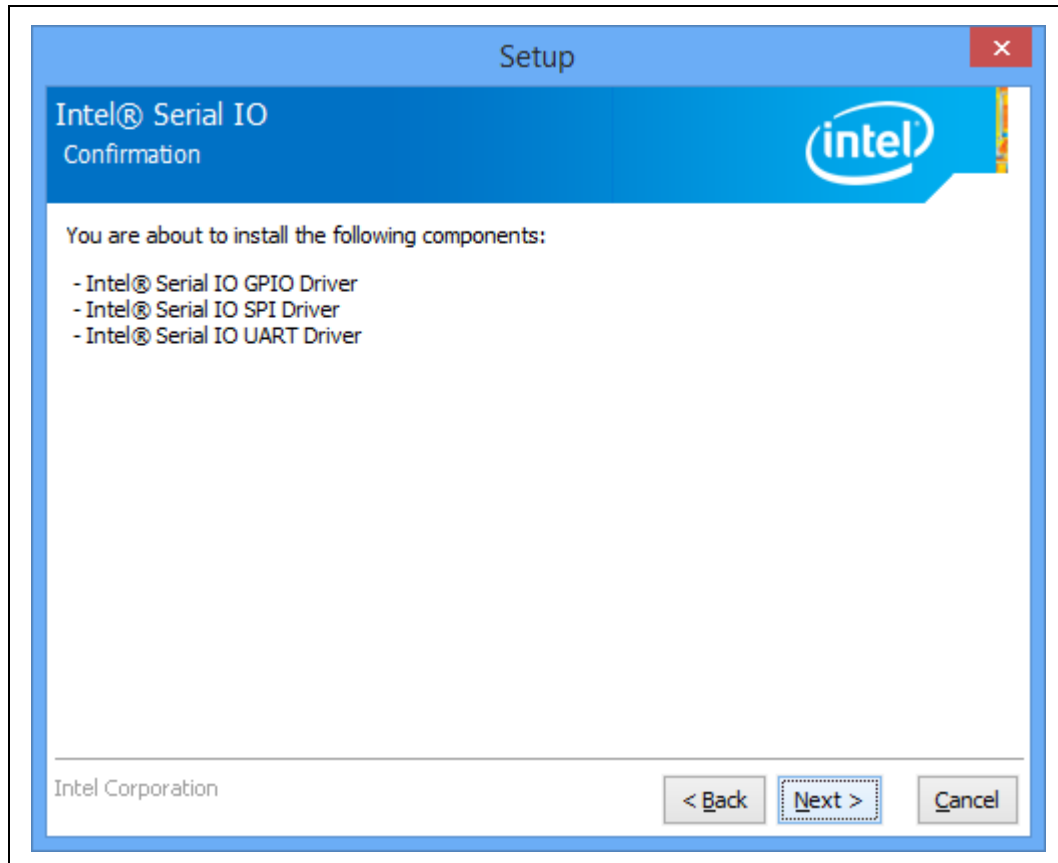 Setup
Intel® Serial IO
Confirmation
intel
You are about to install the following components:
- Intel® Serial IO GPIO Driver
- Intel® Serial IO SPI Driver
- Intel® Serial IO UART Driver
Intel Corporation
< Back Next > Cancel